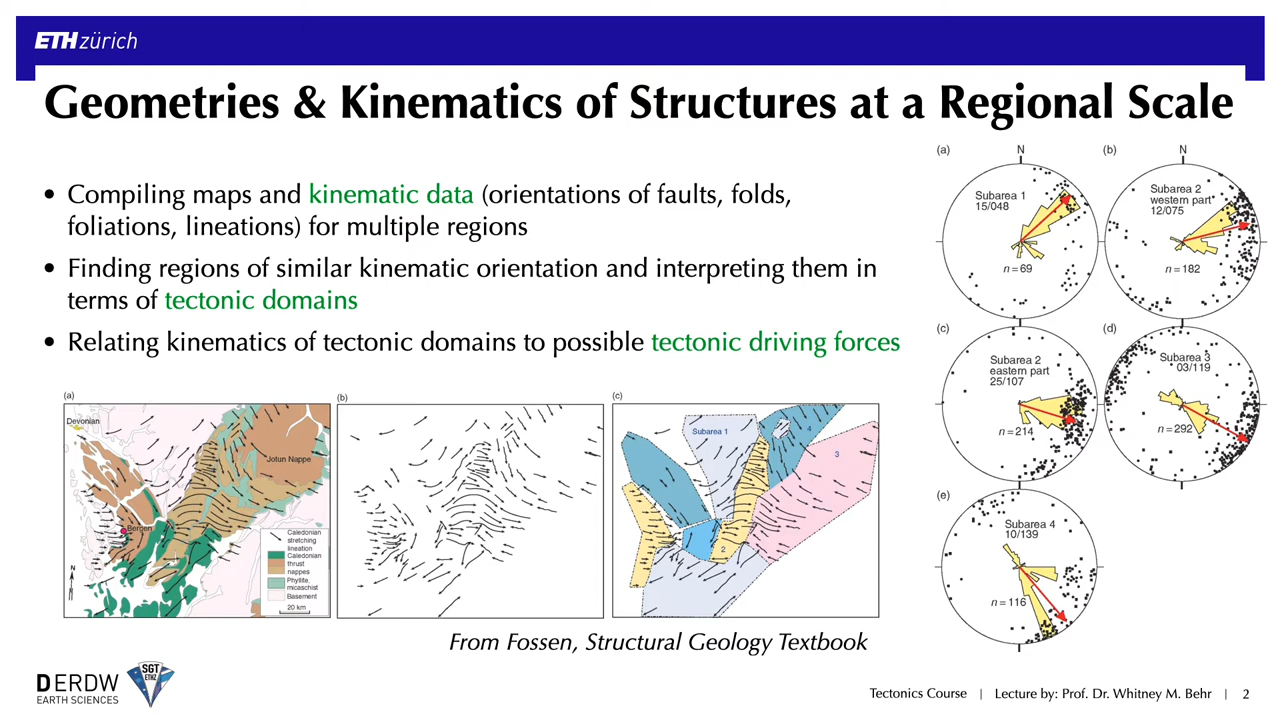 ETH zürich
Geometries & Kinematics of Structures at a Regional Scale
• Compiling maps and kinematic data (orientations of faults, folds,
foliations, lineations) for multiple regions
• Finding regions of similar kinematic orientation and interpreting them in
terms of tectonic domains
• Relating kinematics of tectonic domains to possible tectonic driving forces
(a)
Devonian
Jotun Nappe
Bergen
Caledonian
stretching
lineation
Caledonian
thrust
nappes
Phyllite,
micaschist
Basement
N
20 km
(b)
(c)
Subarea 1
4
3
2
From Fossen, Structural Geology Textbook
(a)
N
Subarea 1
15/048
n = 69
(b)
N
Subarea 2
western part
12/075
n = 182
(c)
Subarea 2
eastern part
25/107
n = 214
(d)
Subarea 3
03/119
n = 292
(e)
Subarea 4
10/139
n = 116
DERDW
EARTH SCIENCES
SGT
ETHZ
Tectonics Course | Lecture by: Prof. Dr. Whitney M. Behr | 2